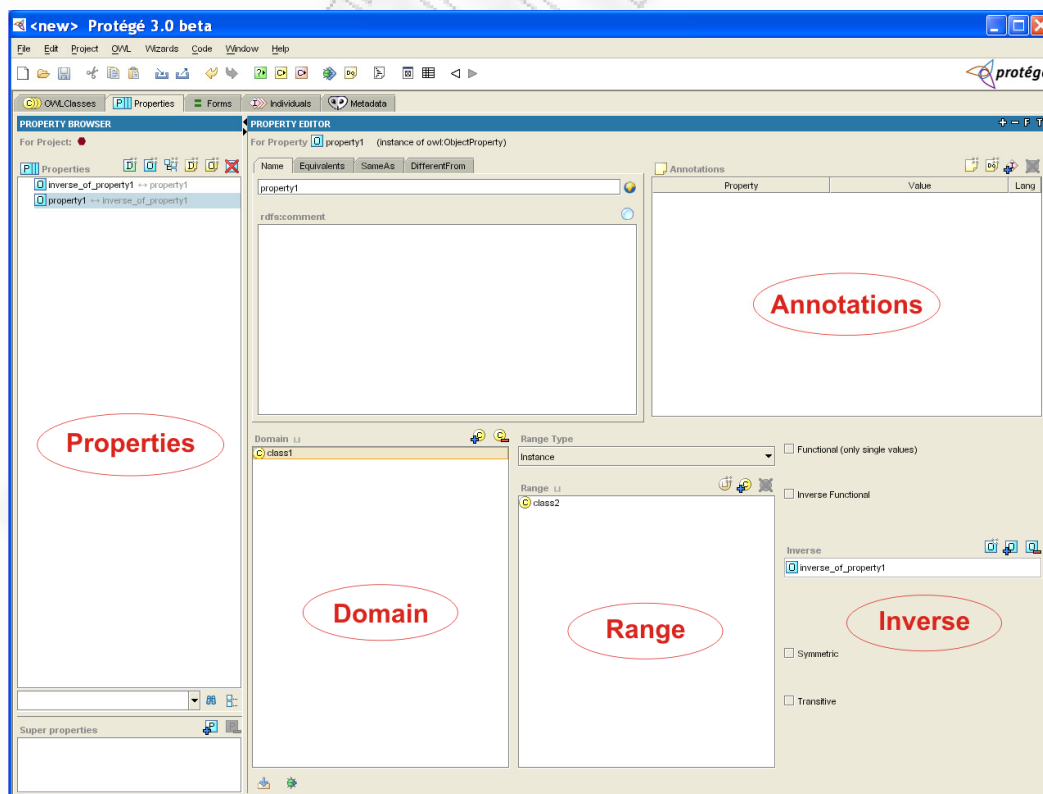 <new> Protégé 3.0 beta
File Edit Project OWL Wizards Code Window Help
protégé
OWLClasses Properties Forms Individuals Metadata
PROPERTY BROWSER
For Project:
Properties
inverse_of_property1 ↔ property1
property1 ↔ inverse_of_property1
Properties
Super properties
PROPERTY EDITOR
For Property property1 (instance of owl:ObjectProperty)
Name Equivalents SameAs DifferentFrom
property1
rdfs:comment
Annotations
Property Value Lang
Annotations
Domain
class1
Domain
Range Type
Instance
Range
class2
Range
Functional (only single values)
Inverse Functional
Inverse
inverse_of_property1
Inverse
Symmetric
Transitive